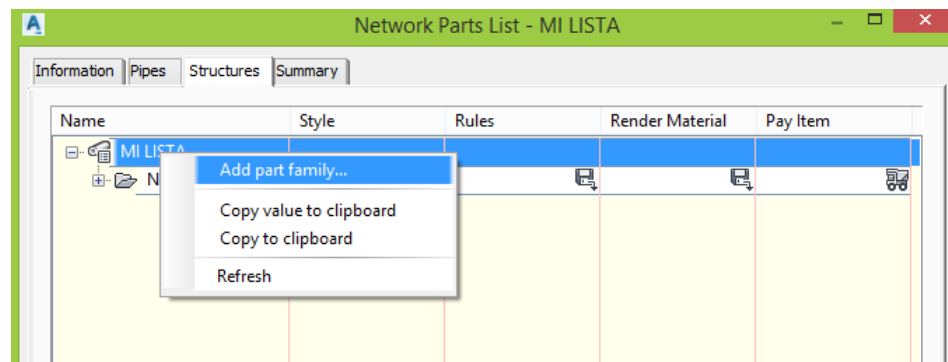 Network Parts List - MI LISTA
Information Pipes Structures Summary
Name Style Rules Render Material Pay Item
MI LISTA
Add part family...
N
Copy value to clipboard
Copy to clipboard
Refresh